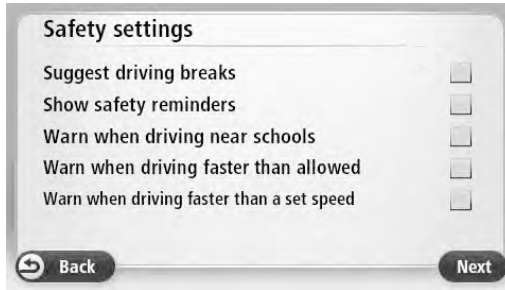 Safety settings
Suggest driving breaks
Show safety reminders
Warn when driving near schools
Warn when driving faster than allowed
Warn when driving faster than a set speed
Back
Next